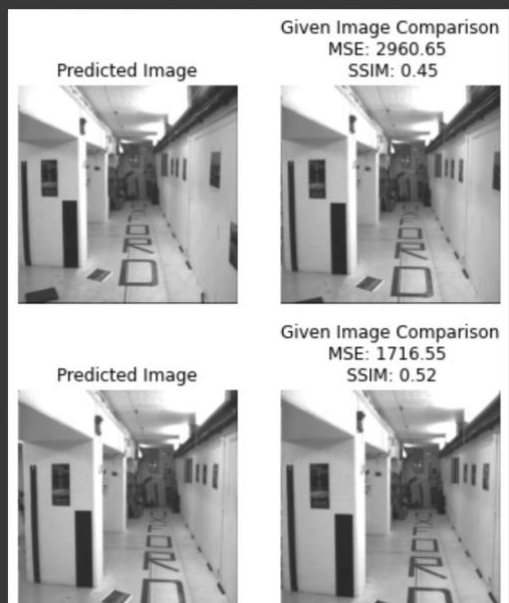 Given Image Comparison
MSE: 2960.65
Predicted Image
SSIM: 0.45
Given Image Comparison
MSE: 1716.55
Predicted Image
SSIM: 0.52